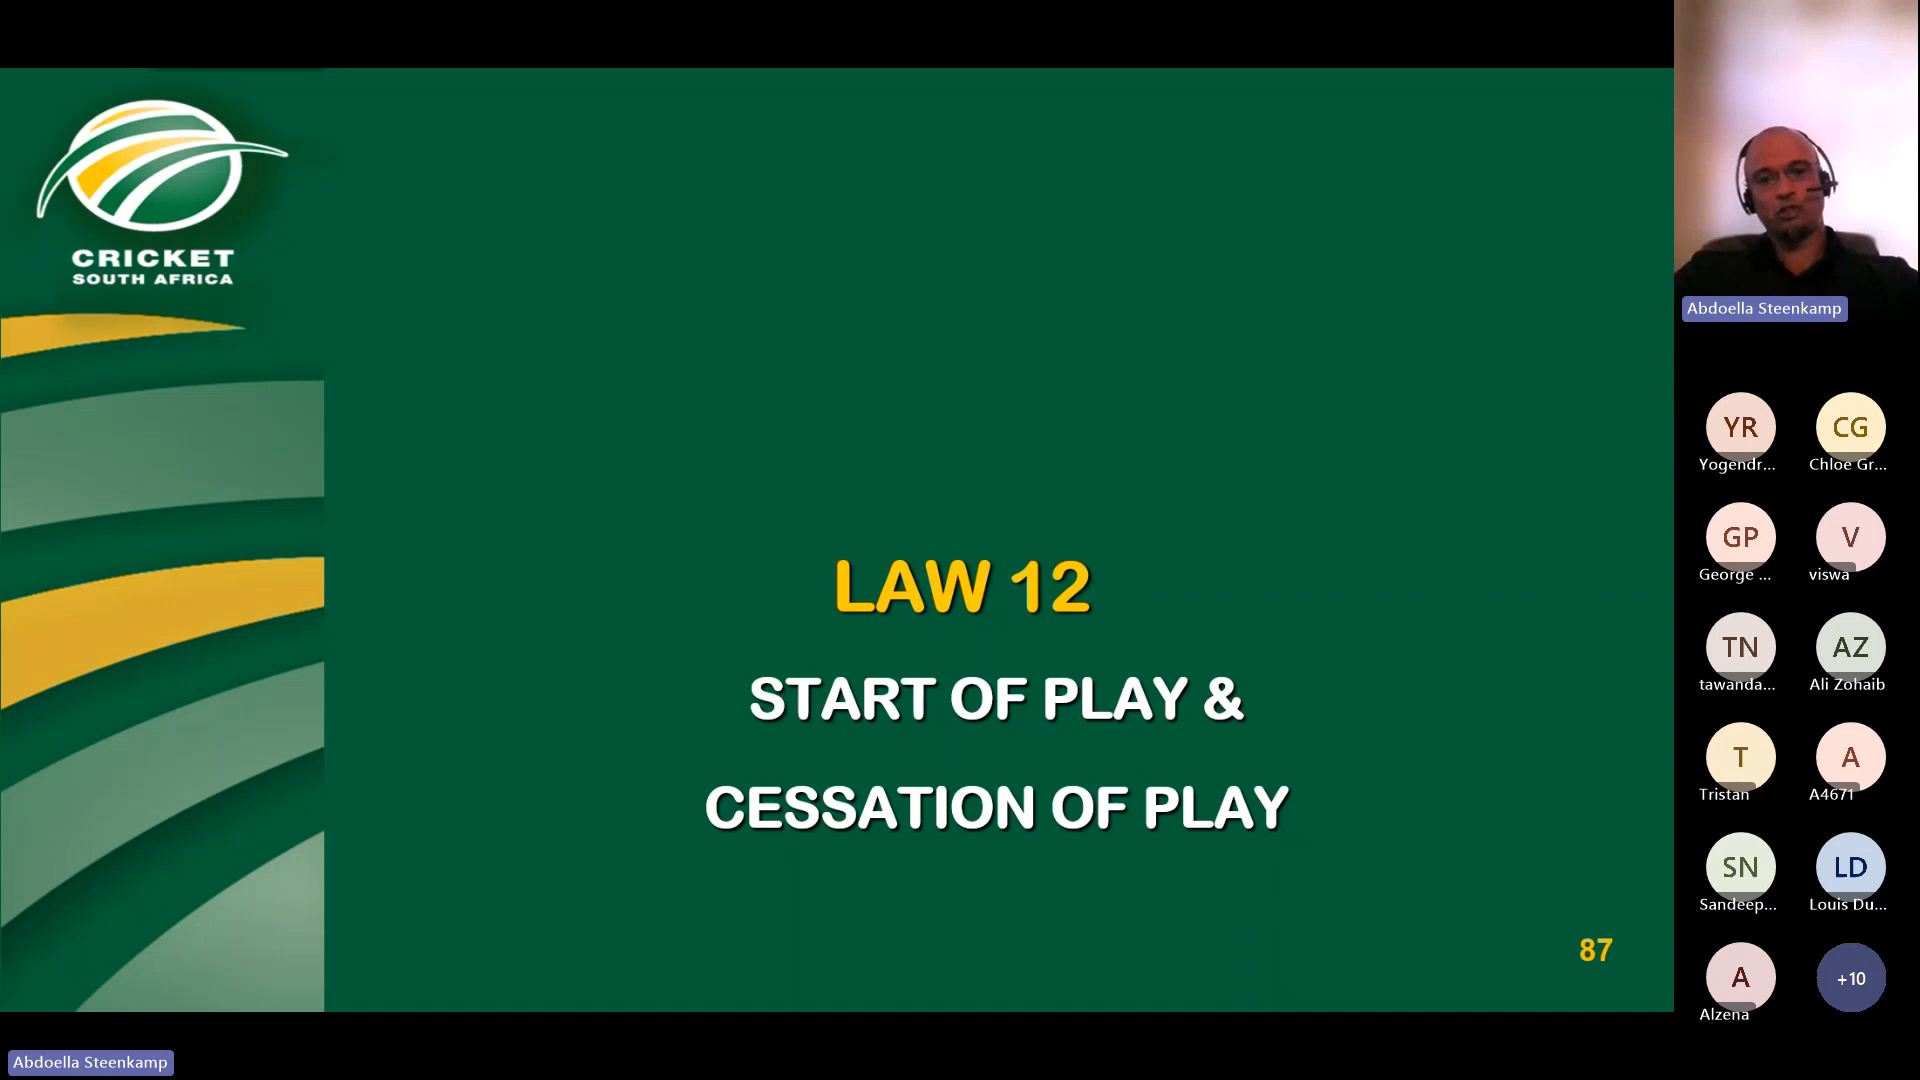 CRICKET
SOUTH AFRICA
LAW 12
START OF PLAY &
CESSATION OF PLAY
87
Abdoella Steenkamp
Abdoella Steenkamp
YR
Yogendr...
CG
Chloe Gr...
GP
George ...
V
viswa
TN
tawanda...
AZ
Ali Zohaib
T
Tristan
A
A4671
SN
Sandeep...
LD
Louis Du...
A
Alzena
+10